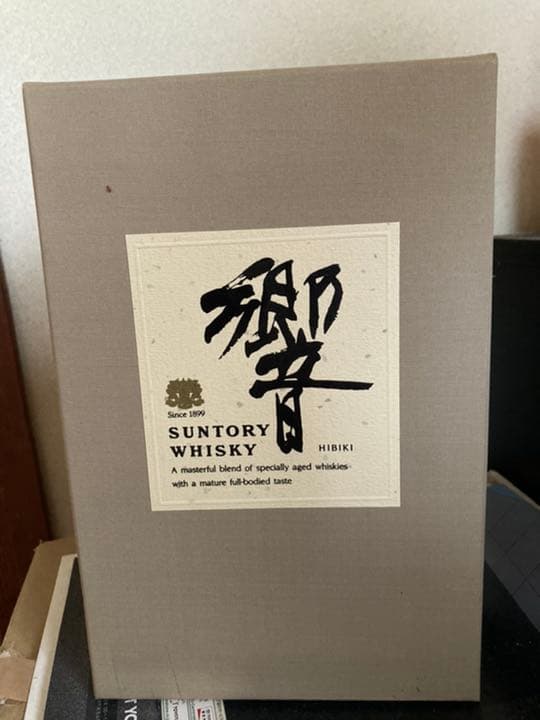 響
Since 1899
SUNTORY
WHISKY
HIBIKI
A masterful blend of specially aged whiskies
with a mature full-bodied taste